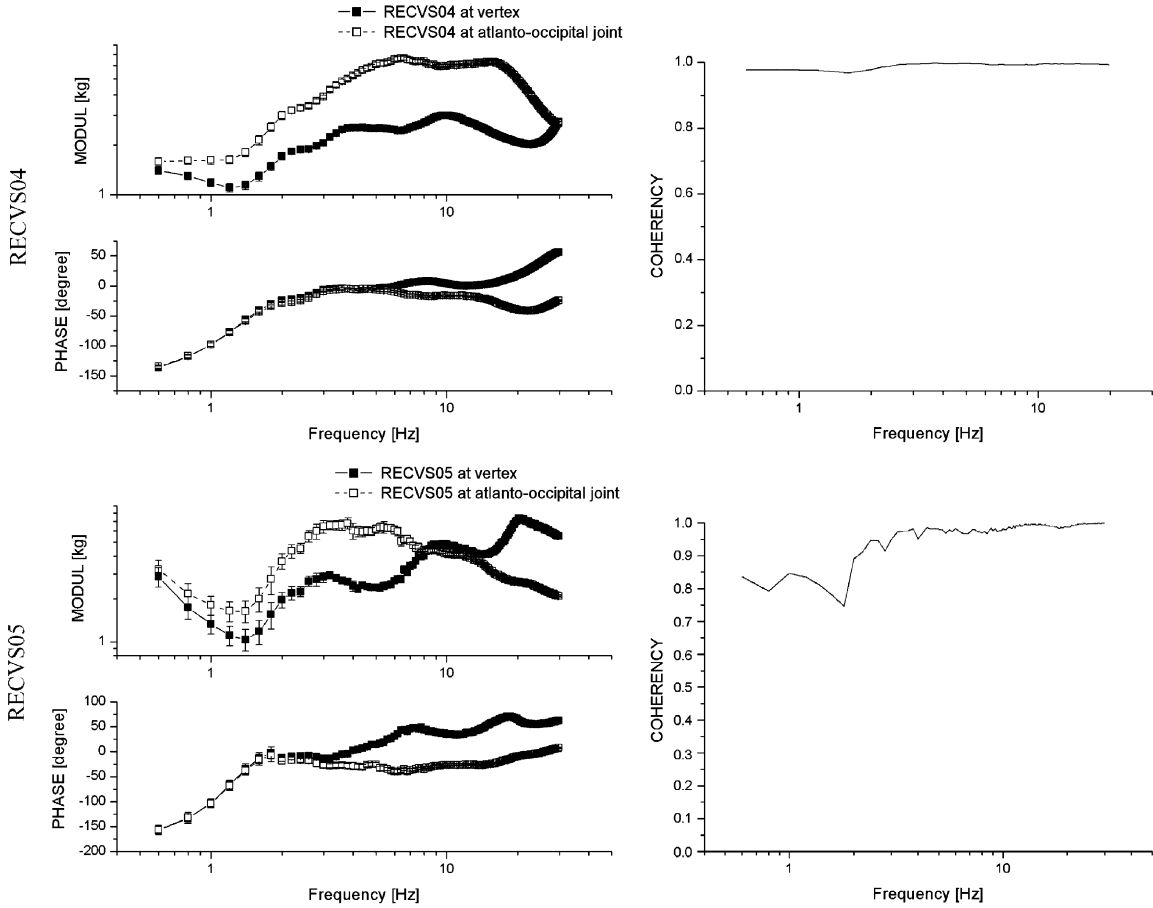 RECVS04 at vertex
RECVS04 at atlanto-occipital joint
MODUL [kg]
1
1
10
RECVS04
PHASE [degree]
50
0
-50
-100
-150
1
10
Frequency [Hz]
COHERENCY
1.0
0.8
0.6
0.4
0.2
0.0
1
10
Frequency [Hz]
RECVS05 at vertex
RECVS05 at atlanto-occipital joint
MODUL [kg]
1
1
10
RECVS05
PHASE [degree]
100
50
0
-50
-100
-150
-200
1
10
Frequency [Hz]
COHERENCY
1.0
0.9
0.8
0.7
0.6
0.5
0.4
0.3
0.2
0.1
0.0
1
10
Frequency [Hz]